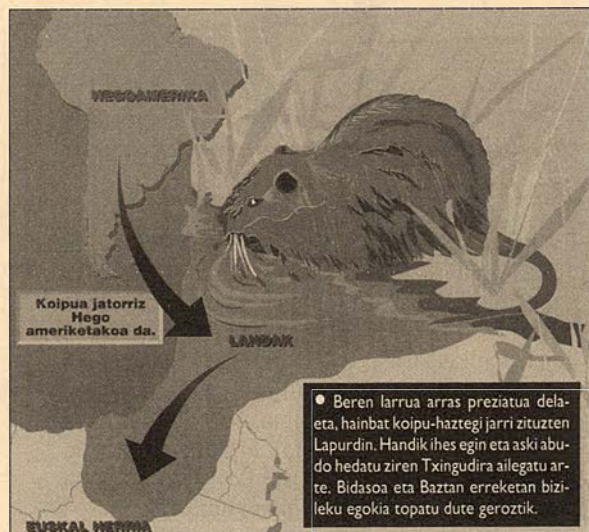 HEGOAMERIKA
Koipua jatorriz
Hego
ameriketakoa da.
LANDAK
● Beren larrua arras preziatua dela-
eta, hainbat koipu-haztegi jarri zituzten
Lapurdin. Handik ihes egin eta aski abu-
do hedatu ziren Txingudira ailegatu ar-
te. Bidasoa eta Baztan erreketan bizi-
leku egokia topatu dute geroztik.
EUSKAL HERRIA